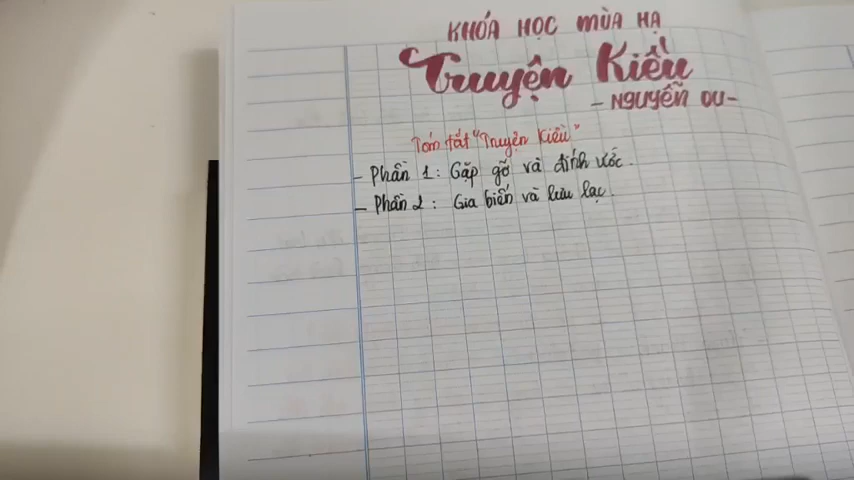 KHÓA HỌC MÙA HẠ
Truyện Kiều
- NGUYỄN DU -
Tóm tắt "Truyện Kiều"
- Phần 1: Gặp gỡ và đính ước.
- Phần 2: Gia biến và lưu lạc.